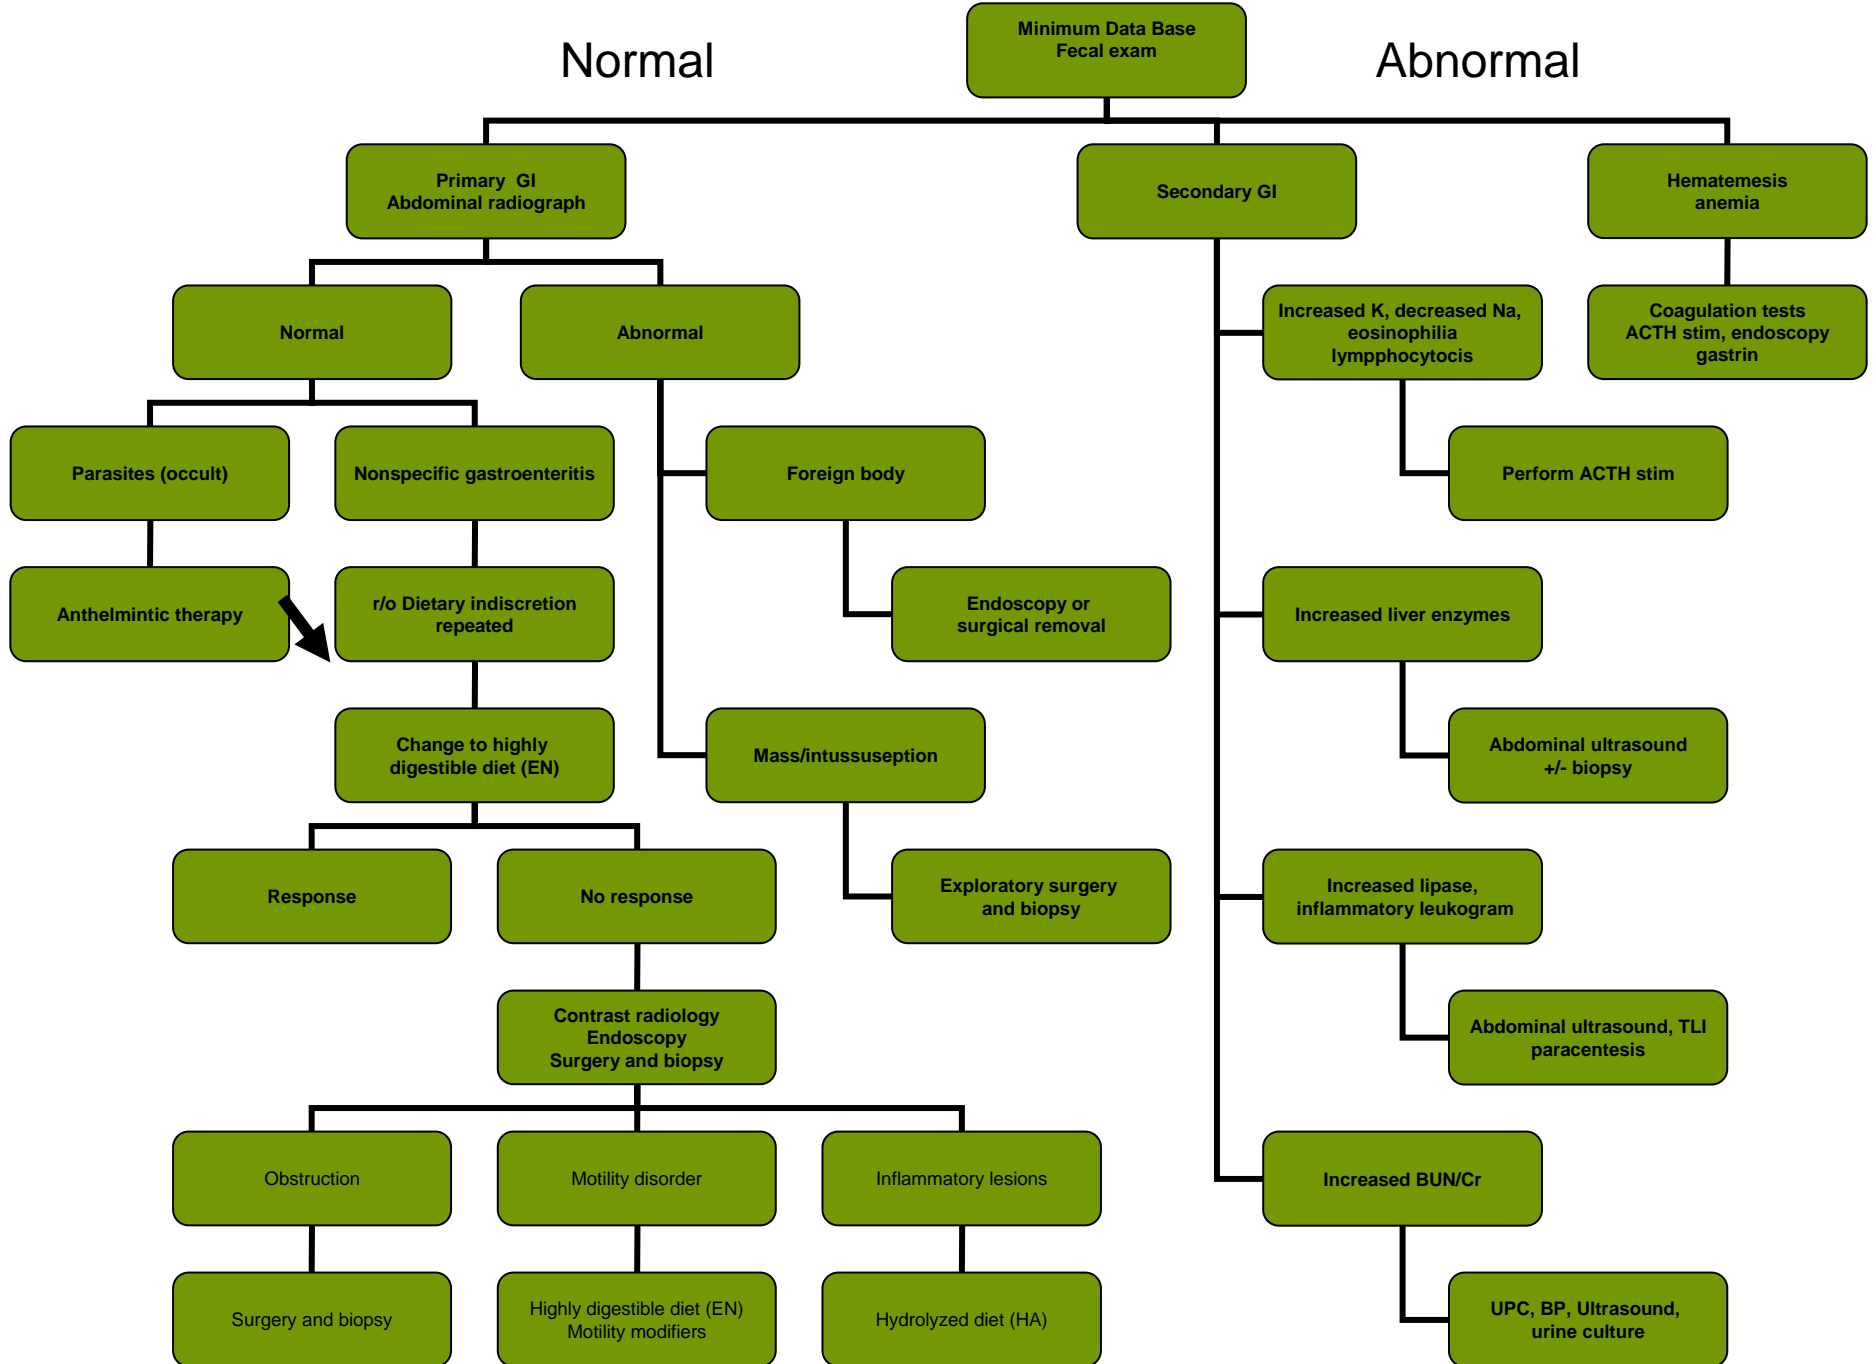 Minimum Data Base
Fecal exam
Normal
Abnormal
Primary  GI
Abdominal radiograph
Secondary GI
Hematemesis
anemia
Normal
Abnormal
Increased K, decreased Na,
eosinophilia
lympphocytocis
Coagulation tests
ACTH stim, endoscopy
gastrin
Parasites (occult)
Nonspecific gastroenteritis
Foreign body
Perform ACTH stim
Anthelmintic therapy
r/o Dietary indiscretion
repeated
Endoscopy or
surgical removal
Increased liver enzymes
Change to highly
digestible diet (EN)
Mass/intussuseption
Abdominal ultrasound
+/- biopsy
Response
No response
Exploratory surgery
and biopsy
Increased lipase,
inflammatory leukogram
Contrast radiology
Endoscopy
Surgery and biopsy
Abdominal ultrasound, TLI
paracentesis
Obstruction
Motility disorder
Inflammatory lesions
Increased BUN/Cr
Surgery and biopsy
Highly digestible diet (EN)
Motility modifiers
Hydrolyzed diet (HA)
UPC, BP, Ultrasound,
urine culture